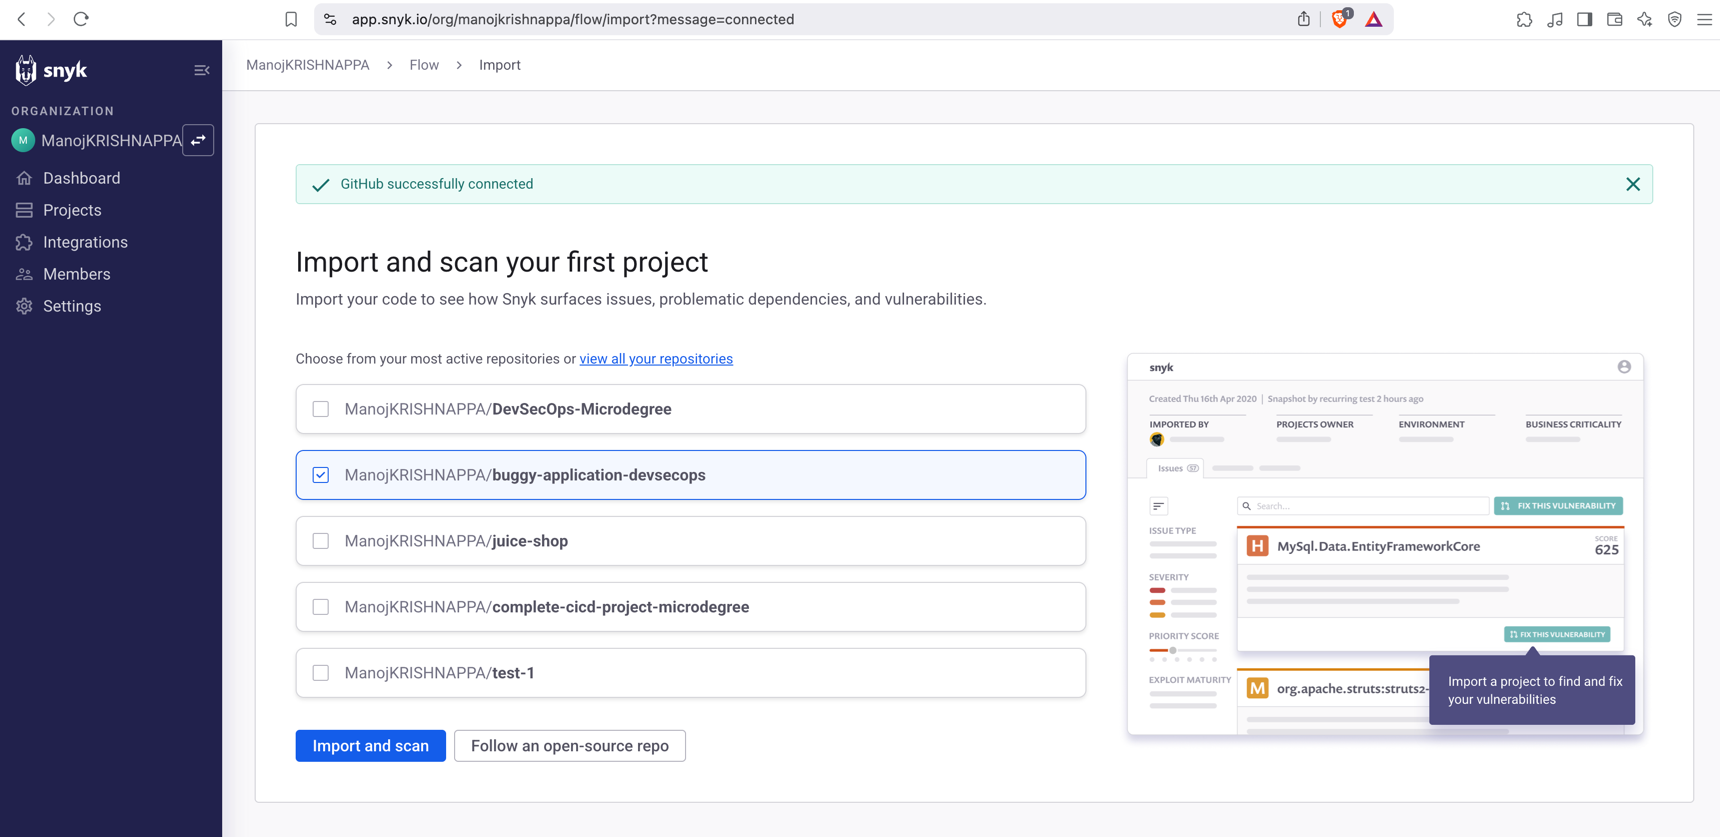 app.snyk.io/org/manojkrishnappa/flow/import?message=connected
1
snyk
ORGANIZATION
M
ManojKRISHNAPPA
Dashboard
Projects
Integrations
Members
Settings
ManojKRISHNAPPA > Flow > Import
GitHub successfully connected
Import and scan your first project
Import your code to see how Snyk surfaces issues, problematic dependencies, and vulnerabilities.
Choose from your most active repositories or view all your repositories
ManojKRISHNAPPA/DevSecOps-Microdegree
ManojKRISHNAPPA/buggy-application-devsecops
ManojKRISHNAPPA/juice-shop
ManojKRISHNAPPA/complete-cicd-project-microdegree
ManojKRISHNAPPA/test-1
Import and scan
Follow an open-source repo
snyk
Created Thu 16th Apr 2020 | Snapshot by recurring test 2 hours ago
IMPORTED BY
PROJECTS OWNER
ENVIRONMENT
BUSINESS CRITICALITY
Issues
Search...
FIX THIS VULNERABILITY
ISSUE TYPE
SEVERITY
PRIORITY SCORE
EXPLOIT MATURITY
H
MySql.Data.EntityFrameworkCore
SCORE
625
FIX THIS VULNERABILITY
M
org.apache.struts:struts2-
Import a project to find and fix
your vulnerabilities